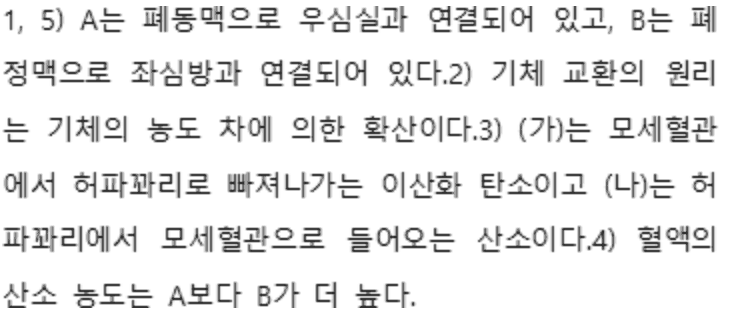 1, 5) A는 폐동맥으로 우심실과 연결되어 있고, B는 폐
정맥으로 좌심방과 연결되어 있다.2) 기체 교환의 원리
는 기체의 농도 차에 의한 확산이다.3) (가)는 모세혈관
에서 허파꽈리로 빠져나가는 이산화 탄소이고 (나)는 허
파꽈리에서 모세혈관으로 들어오는 산소이다.4) 혈액의
산소 농도는 A보다 B가 더 높다.